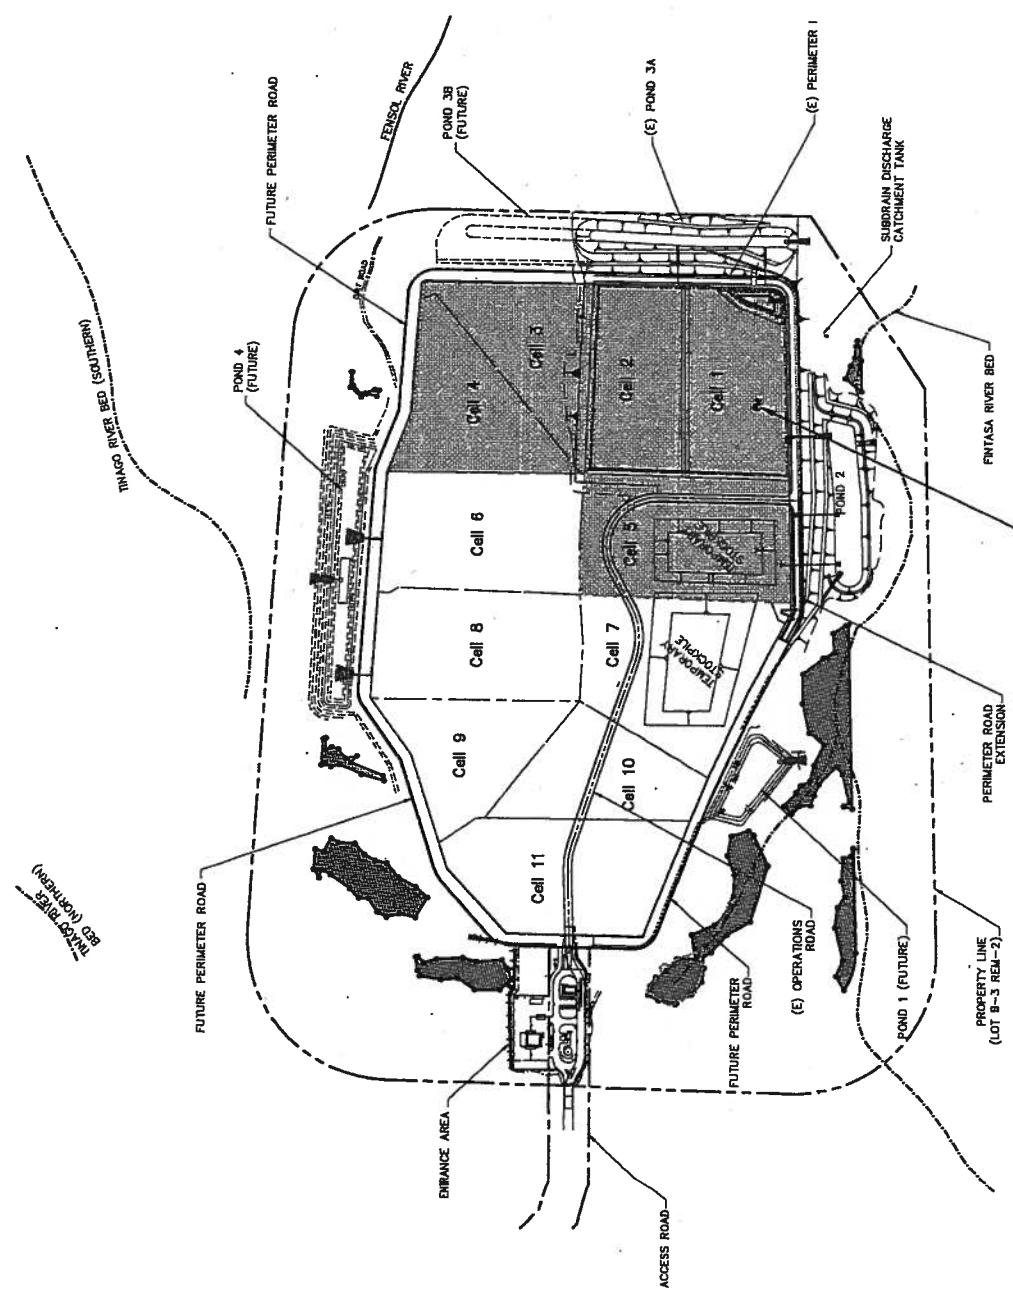 TINAGO RIVER
BED (NORTHERN)
TINAGO RIVER BED (SOUTHERN)
FUTURE PERIMETER ROAD
POND 4
(FUTURE)
FUTURE PERIMETER ROAD
FENSOL RIVER
POND 3B
(FUTURE)
(E) POND 3A
(E) PERIMETER
SUBDRAIN DISCHARGE
CATCHMENT TANK
FINTASA RIVER BED
PERIMETER ROAD
EXTENSION
PROPERTY LINE
(LOT B-3 REM-2)
POND 1 (FUTURE)
(E) OPERATIONS
ROAD
FUTURE PERIMETER
ROAD
ACCESS ROAD
ENTRANCE AREA
ROAD
Cell 11
Cell 9
Cell 8
Cell 6
Cell 4
Cell 3
Cell 10
Cell 7
Cell 5
Cell 2
Cell 1
TEMPORARY
STOCKPILE
TEMPORARY
STOCKPILE
POND 2